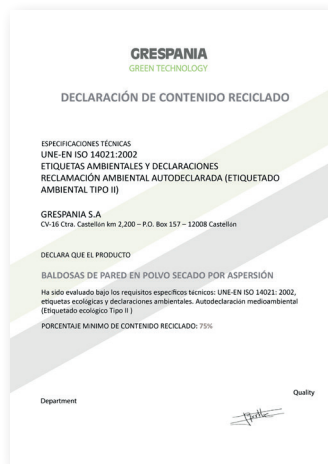 GRESPANIA
GREEN TECHNOLOGY
DECLARACIÓN DE CONTENIDO RECICLADO
ESPECIFICACIONES TÉCNICAS
UNE-EN ISO 14021:2002
ETIQUETAS AMBIENTALES Y DECLARACIONES
RECLAMACIÓN AMBIENTAL AUTODECLARADA (ETIQUETADO
AMBIENTAL TIPO II)
GRESPANIA S.A
CV-16 Ctra. Castellón km 2,200 – P.O. Box 157 – 12008 Castellón
DECLARA QUE EL PRODUCTO
BALDOSAS DE PARED EN POLVO SECADO POR ASPERSIÓN
Ha sido evaluado bajo los requisitos específicos técnicos: UNE-EN ISO 14021: 2002,
etiquetas ecológicas y declaraciones ambientales. Autodeclaración medioambiental
(Etiquetado ecológico Tipo II )
PORCENTAJE MINIMO DE CONTENIDO RECICLADO: 75%
Quality
Department